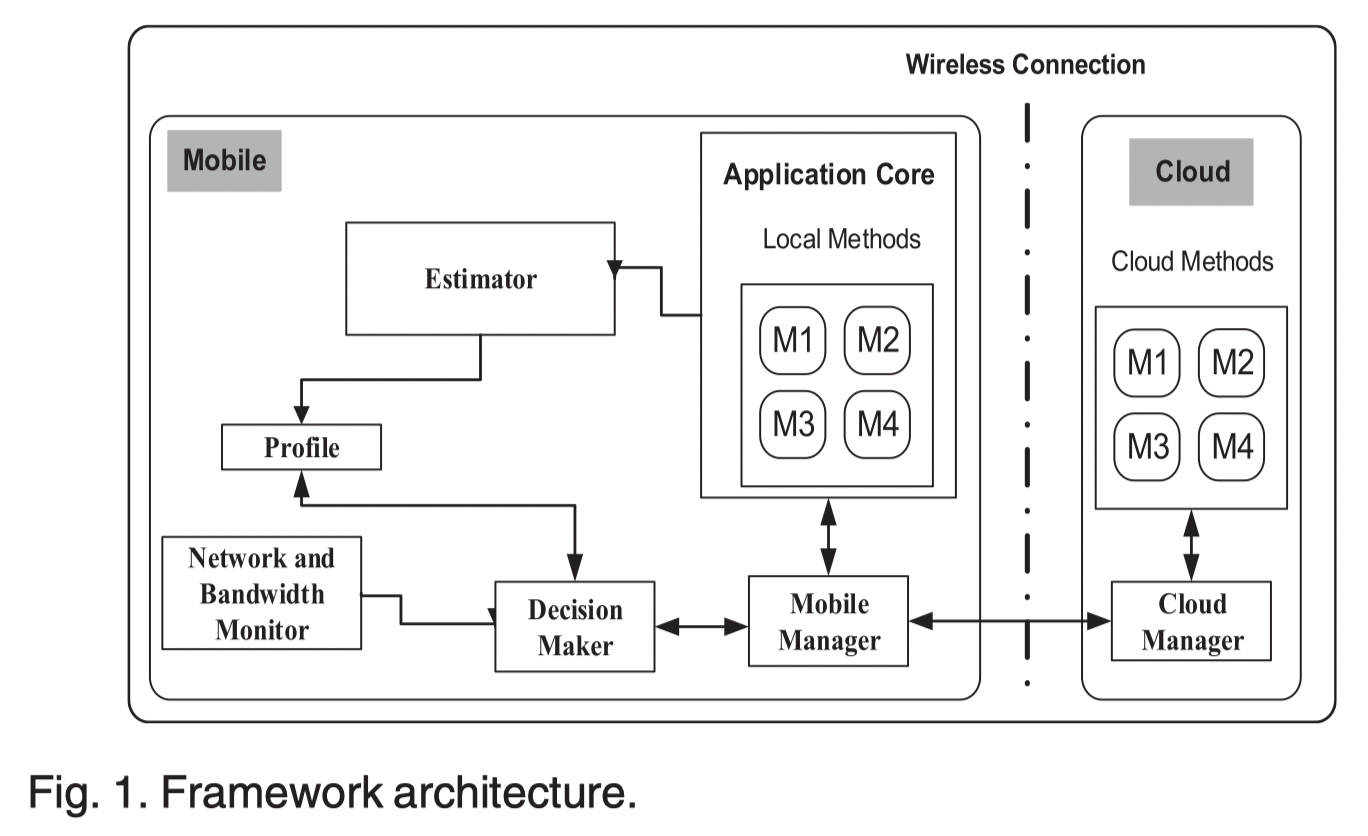 Wireless Connection
Mobile
Application Core
Local Methods
M1 M2
M3 M4
Estimator
Profile
Network and
Bandwidth
Monitor
Decision
Maker
Mobile
Manager
Cloud
Cloud Methods
M1 M2
M3 M4
Cloud
Manager
Fig. 1. Framework architecture.